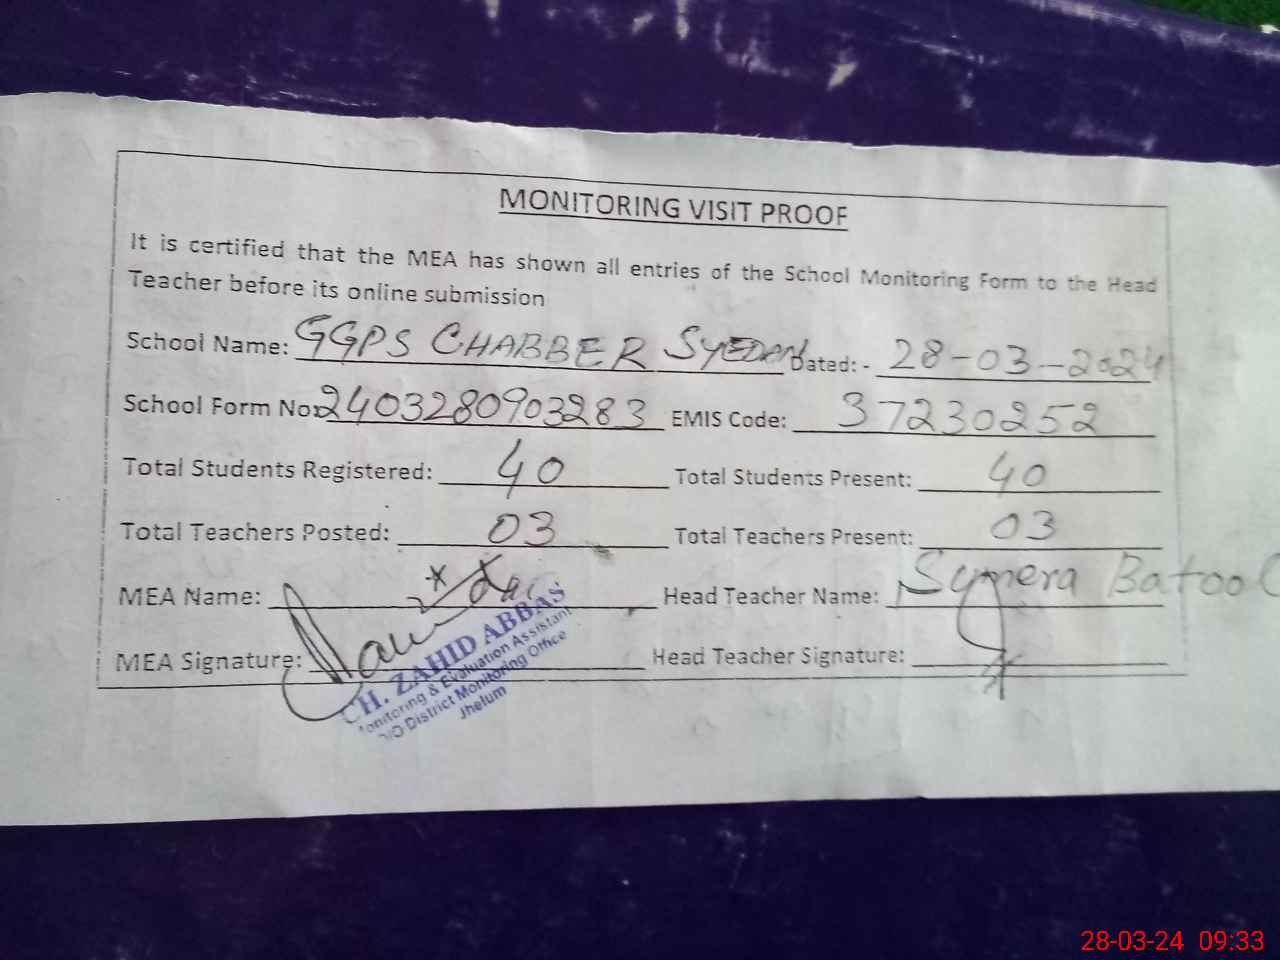 MONITORING VISIT PROOF
It is certified that the MEA has shown all entries of the School Monitoring Form to the Head
Teacher before its online submission
School Name: GGPS CHABBER SYEDEN Dated: - 28-03-2024
School Form No: 2403280903283 EMIS Code: 37230252
Total Students Registered: 40 Total Students Present: 40
Total Teachers Posted: 03 Total Teachers Present: 03
MEA Name: Head Teacher Name: Symera Batool
MEA Signature: Head Teacher Signature:
CH. ZAHID ABBAS
Monitoring & Evaluation Assistant
O/O District Monitoring Office
Jhelum
28-03-24 09:33